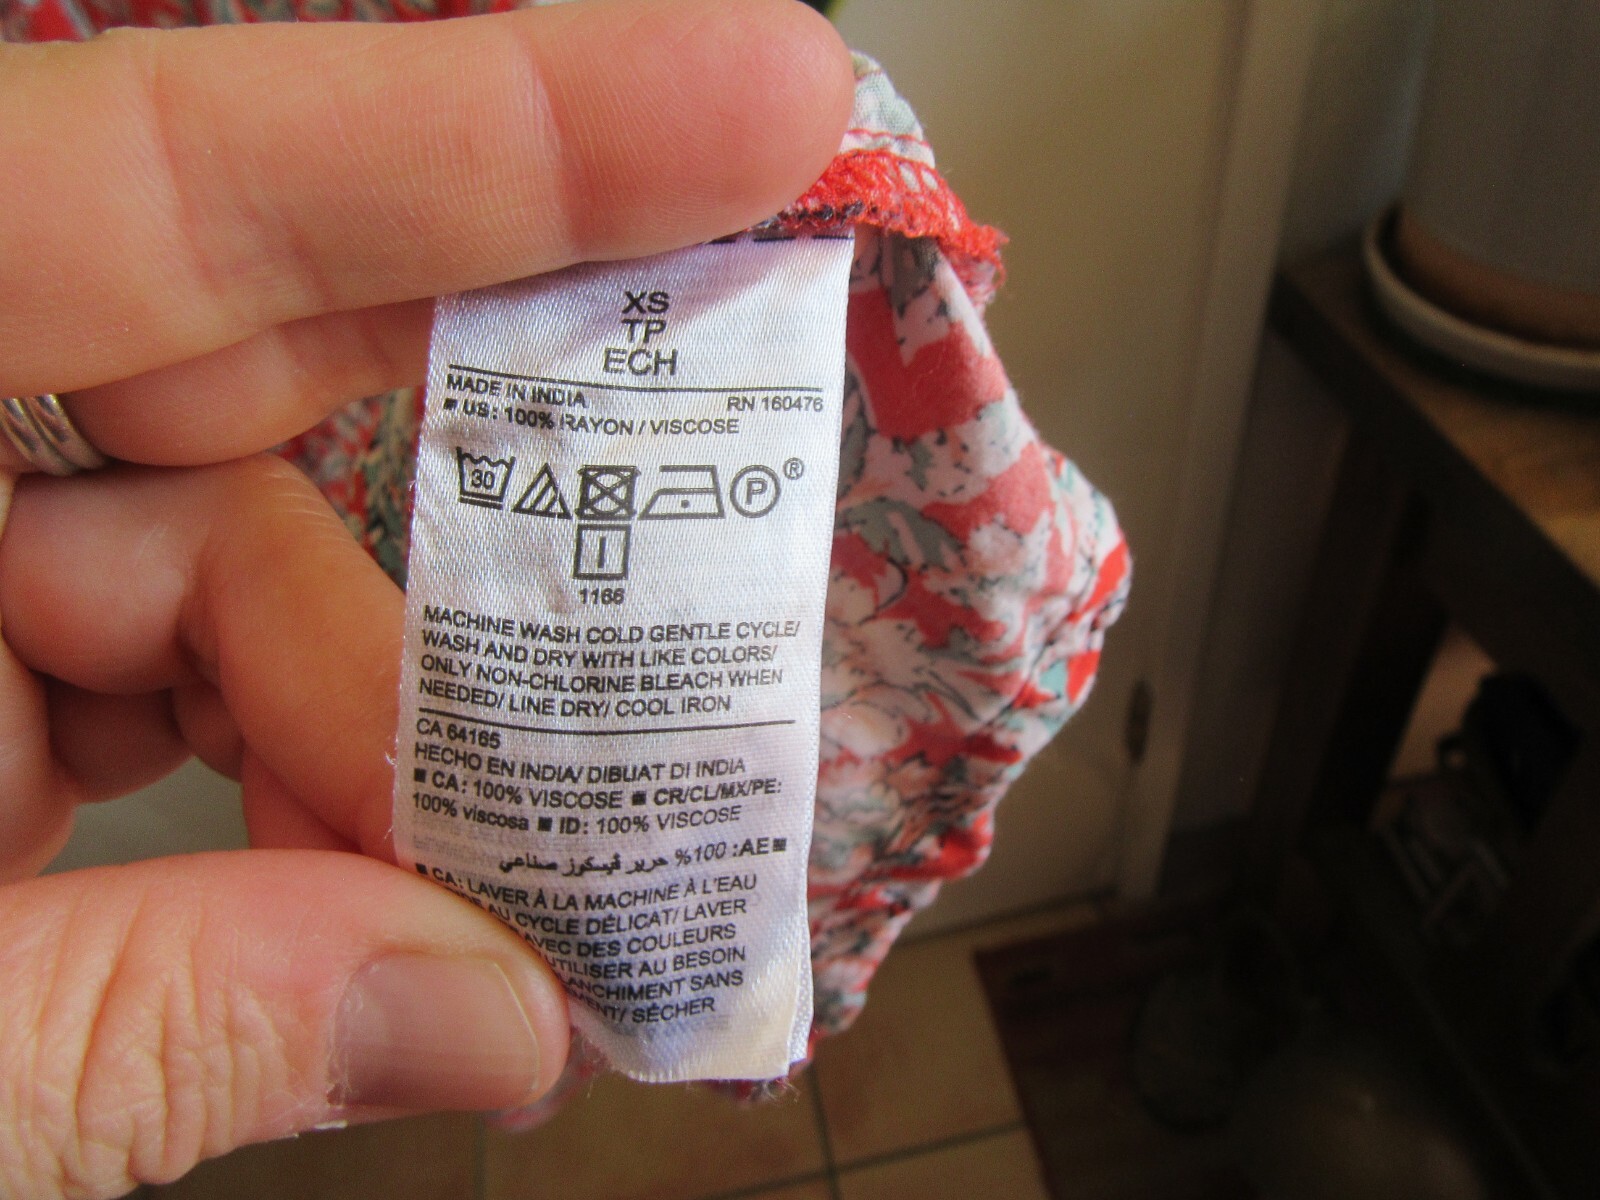 XS
TP
ECH
MADE IN INDIA RN 160476
■ US: 100% RAYON / VISCOSE
30 P ®
1166
MACHINE WASH COLD GENTLE CYCLE/
WASH AND DRY WITH LIKE COLORS/
ONLY NON-CHLORINE BLEACH WHEN
NEEDED/ LINE DRY/ COOL IRON
CA 64165
HECHO EN INDIA/ DIBUAT DI INDIA
■ CA: 100% VISCOSE ■ CR/CL/MX/PE:
100% viscosa ■ ID: 100% VISCOSE
■AE: 100% حرير ڤيسكوز صناعي
■ CA: LAVER À LA MACHINE À L'EAU
AU CYCLE DÉLICAT/ LAVER
AVEC DES COULEURS
UTILISER AU BESOIN
SANS
SÉCHER